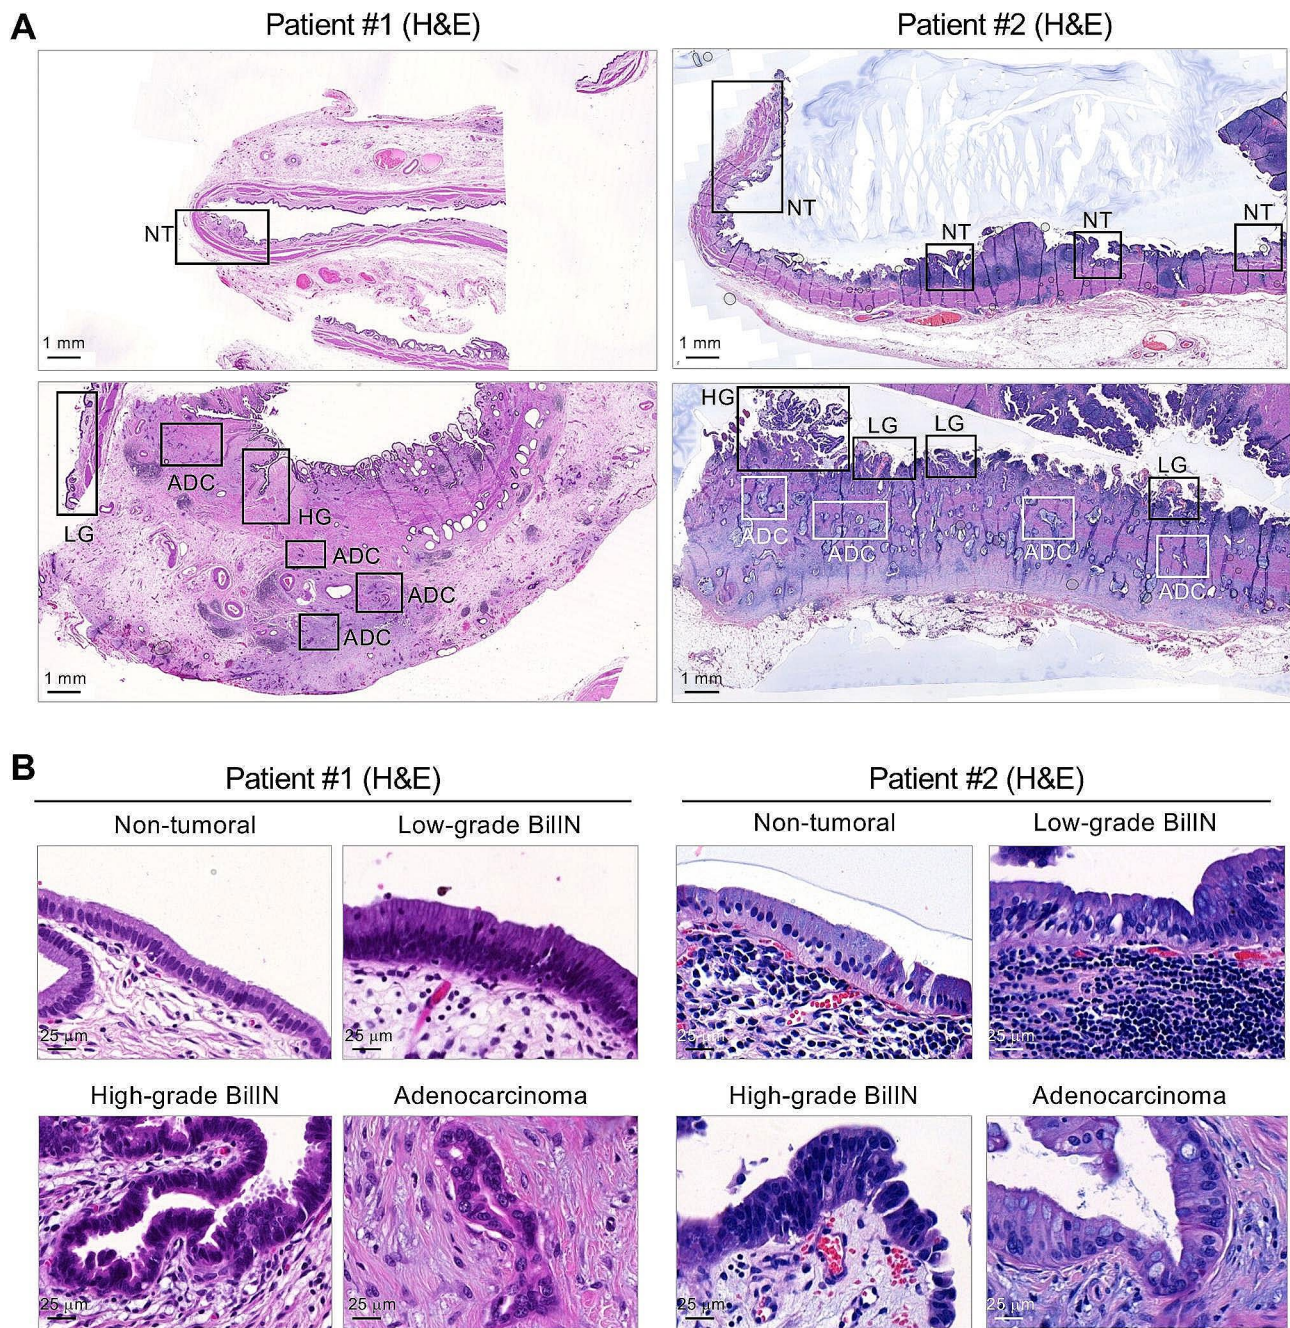 A
Patient #1 (H&E)
Patient #2 (H&E)
NT
1 mm
NT
NT
NT
NT
1 mm
LG
ADC
HG
ADC
ADC
ADC
1 mm
HG
LG
LG
LG
ADC
ADC
ADC
ADC
1 mm
B
Patient #1 (H&E)
Patient #2 (H&E)
Non-tumoral
Low-grade BilIN
Non-tumoral
Low-grade BilIN
25 μm
25 μm
25 μm
25 μm
High-grade BilIN
Adenocarcinoma
High-grade BilIN
Adenocarcinoma
25 μm
25 μm
25 μm
25 μm